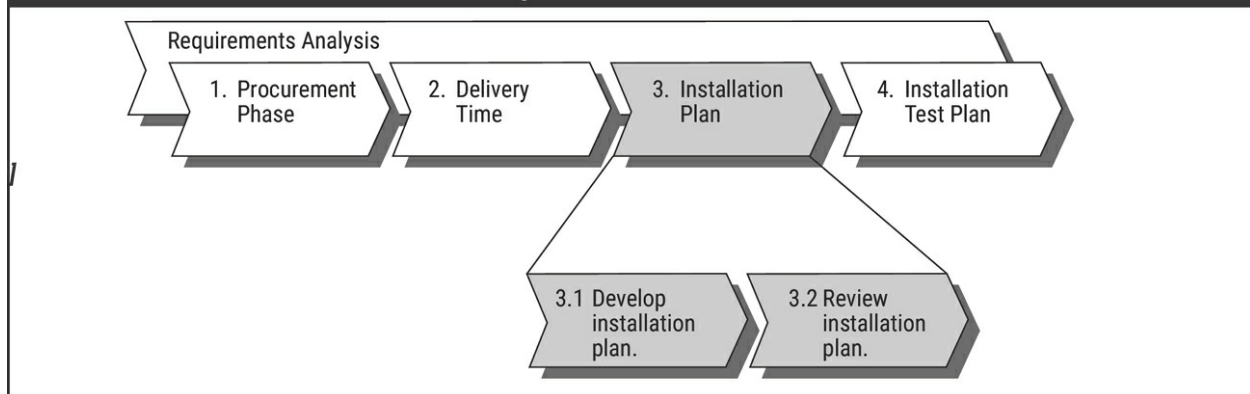 Requirements Analysis
1. Procurement
Phase
2. Delivery
Time
3. Installation
Plan
4. Installation
Test Plan
3.1 Develop
installation
plan.
3.2 Review
installation
plan.